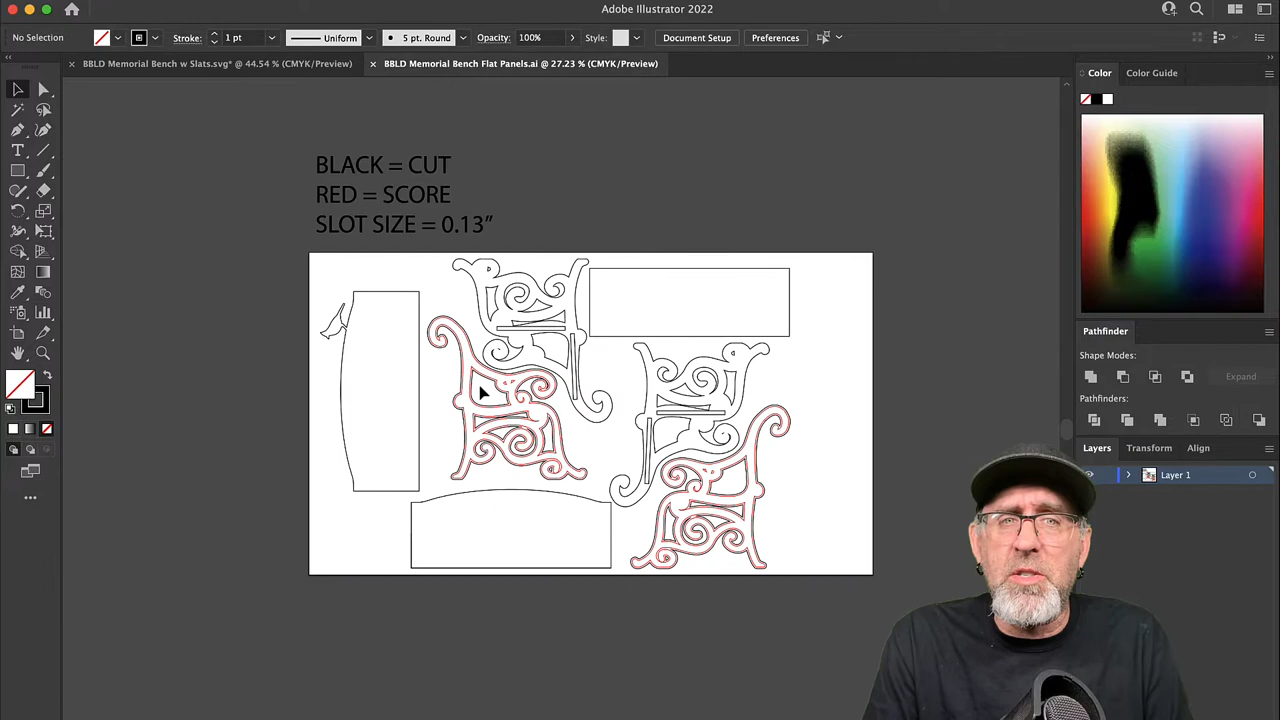 Adobe Illustrator 2022
No Selection
Stroke:
1 pt
Uniform
5 pt. Round
Opacity:
100%
Style:
Document Setup
Preferences
BBLD Memorial Bench w Slats.svg* @ 44.54 % (CMYK/Preview)
BBLD Memorial Bench Flat Panels.ai @ 27.23 % (CMYK/Preview)
Color
Color Guide
BLACK = CUT
RED = SCORE
SLOT SIZE = 0.13”
Pathfinder
Shape Modes:
Expand
Pathfinders:
Layers
Transform
Align
Layer 1